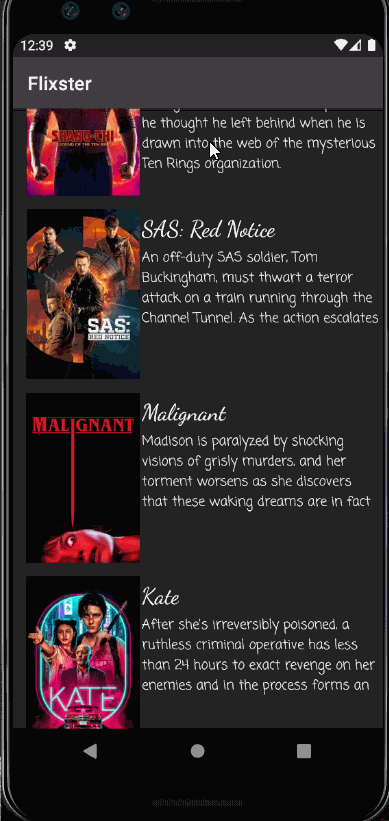 12:39
Flixster
he thought he left behind when he is
drawn into the web of the mysterious
Ten Rings organization.
SHANG-CHI
SAS: Red Notice
An off-duty SAS soldier, Tom
Buckingham, must thwart a terror
attack on a train running through the
Channel Tunnel. As the action escalates
SAS:
RED NOTICE
Malignant
Madison is paralyzed by shocking
visions of grisly murders, and her
torment worsens as she discovers
that these waking dreams are in fact
MALIGNANT
Kate
After she's irreversibly poisoned, a
ruthless criminal operative has less
than 24 hours to exact revenge on her
enemies and in the process forms an
KATE